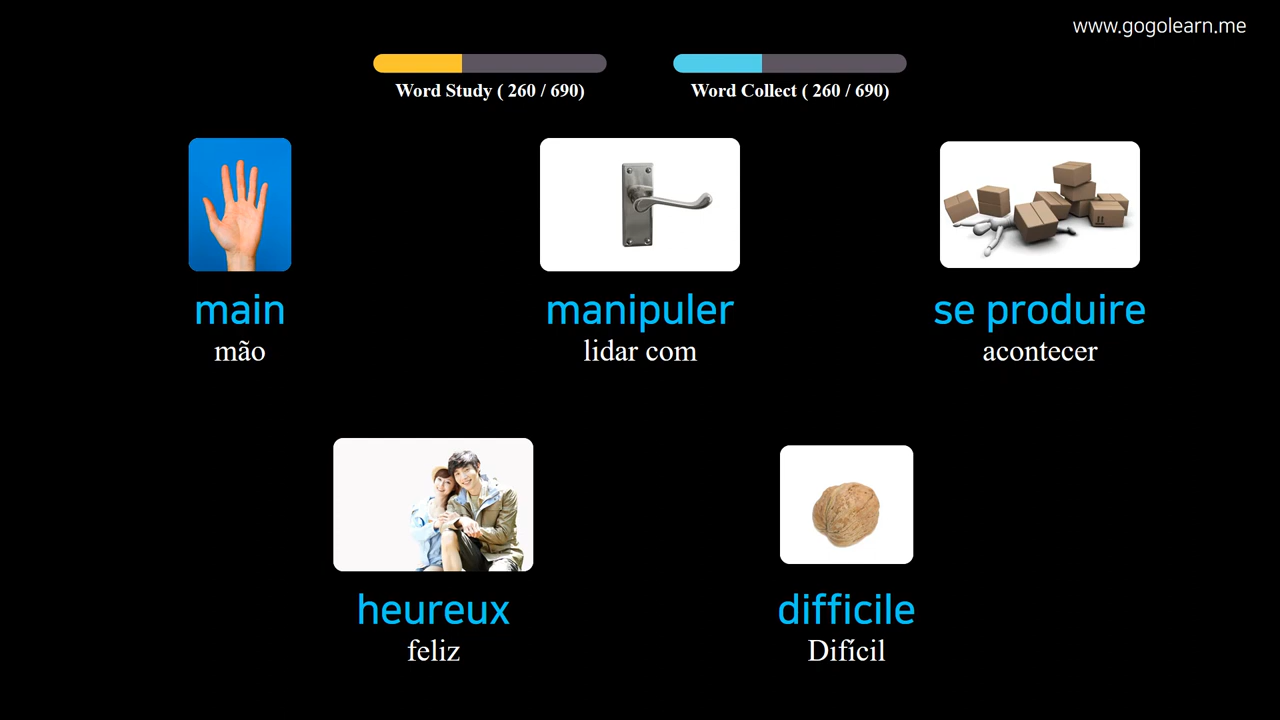 www.gogolearn.me
Word Study ( 260 / 690)
Word Collect ( 260 / 690)
main
mão
manipuler
lidar com
se produire
acontecer
heureux
feliz
difficile
Difícil